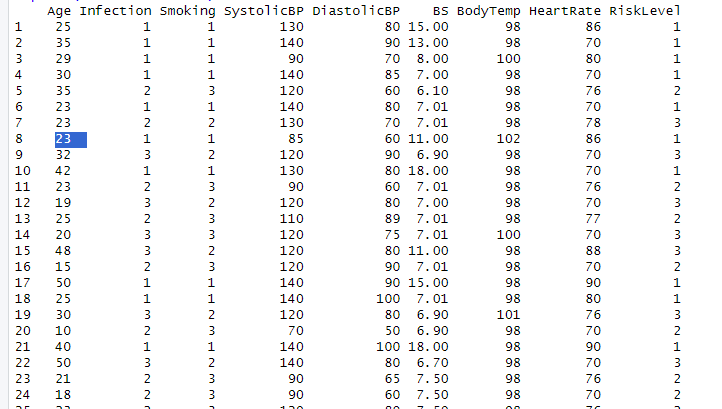 Age Infection Smoking SystolicBP DiastolicBP BS BodyTemp HeartRate RiskLevel
1 25 1 1 130 80 15.00 98 86 1
2 35 1 1 140 90 13.00 98 70 1
3 29 1 1 90 70 8.00 100 80 1
4 30 1 1 140 85 7.00 98 70 1
5 35 2 3 120 60 6.10 98 76 2
6 23 1 1 140 80 7.01 98 70 1
7 23 2 2 130 70 7.01 98 78 3
8 23 1 1 85 60 11.00 102 86 1
9 32 3 2 120 90 6.90 98 70 3
10 42 1 1 130 80 18.00 98 70 1
11 23 2 3 90 60 7.01 98 76 2
12 19 3 2 120 80 7.00 98 70 3
13 25 2 3 110 89 7.01 98 77 2
14 20 3 3 120 75 7.01 100 70 3
15 48 3 2 120 80 11.00 98 88 3
16 15 2 3 120 90 7.01 98 70 2
17 50 1 1 140 90 15.00 98 90 1
18 25 1 1 140 100 7.01 98 80 1
19 30 3 2 120 80 6.90 101 76 3
20 10 2 3 70 50 6.90 98 70 2
21 40 1 1 140 100 18.00 98 90 1
22 50 3 2 140 80 6.70 98 70 3
23 21 2 3 90 65 7.50 98 76 2
24 18 2 3 90 60 7.50 98 70 2